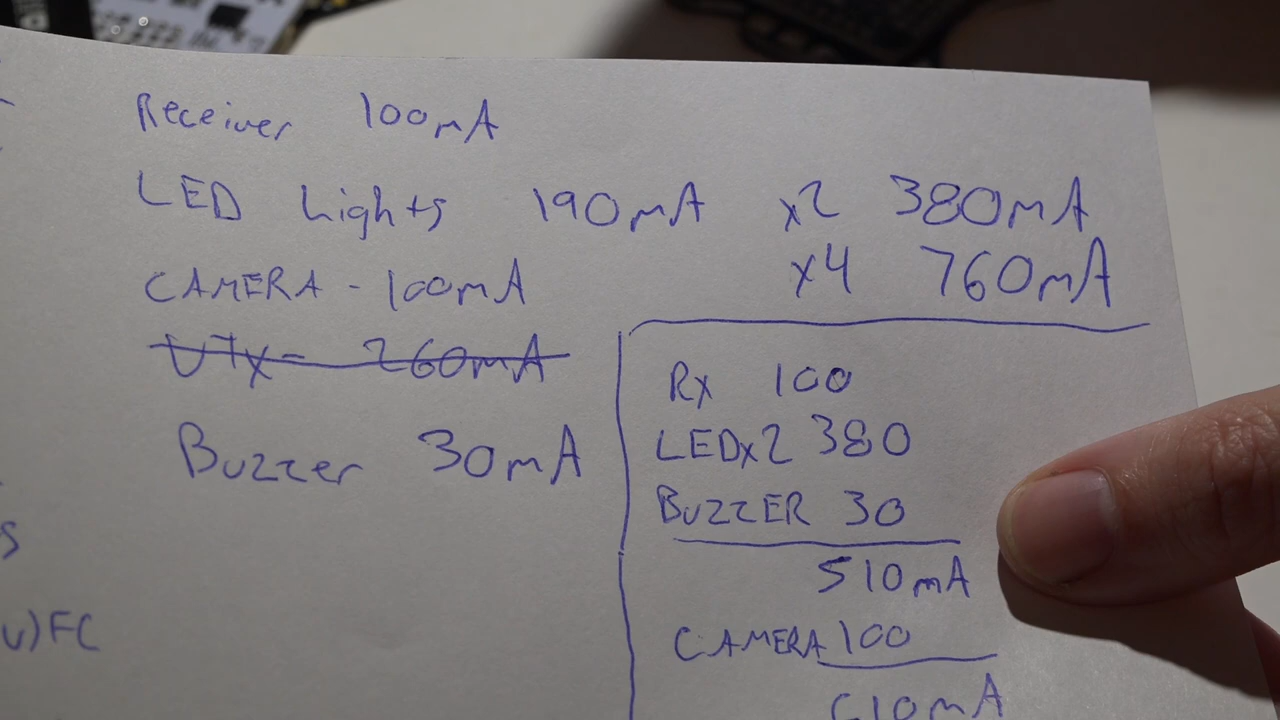 Receiver 100mA
LED Lights 190mA x2 380mA
x4 760mA
CAMERA - 100mA
VTx - 260mA
Buzzer 30mA
Rx 100
LEDx2 380
BUZZER 30
510mA
CAMERA 100
610mA
s
v)FC